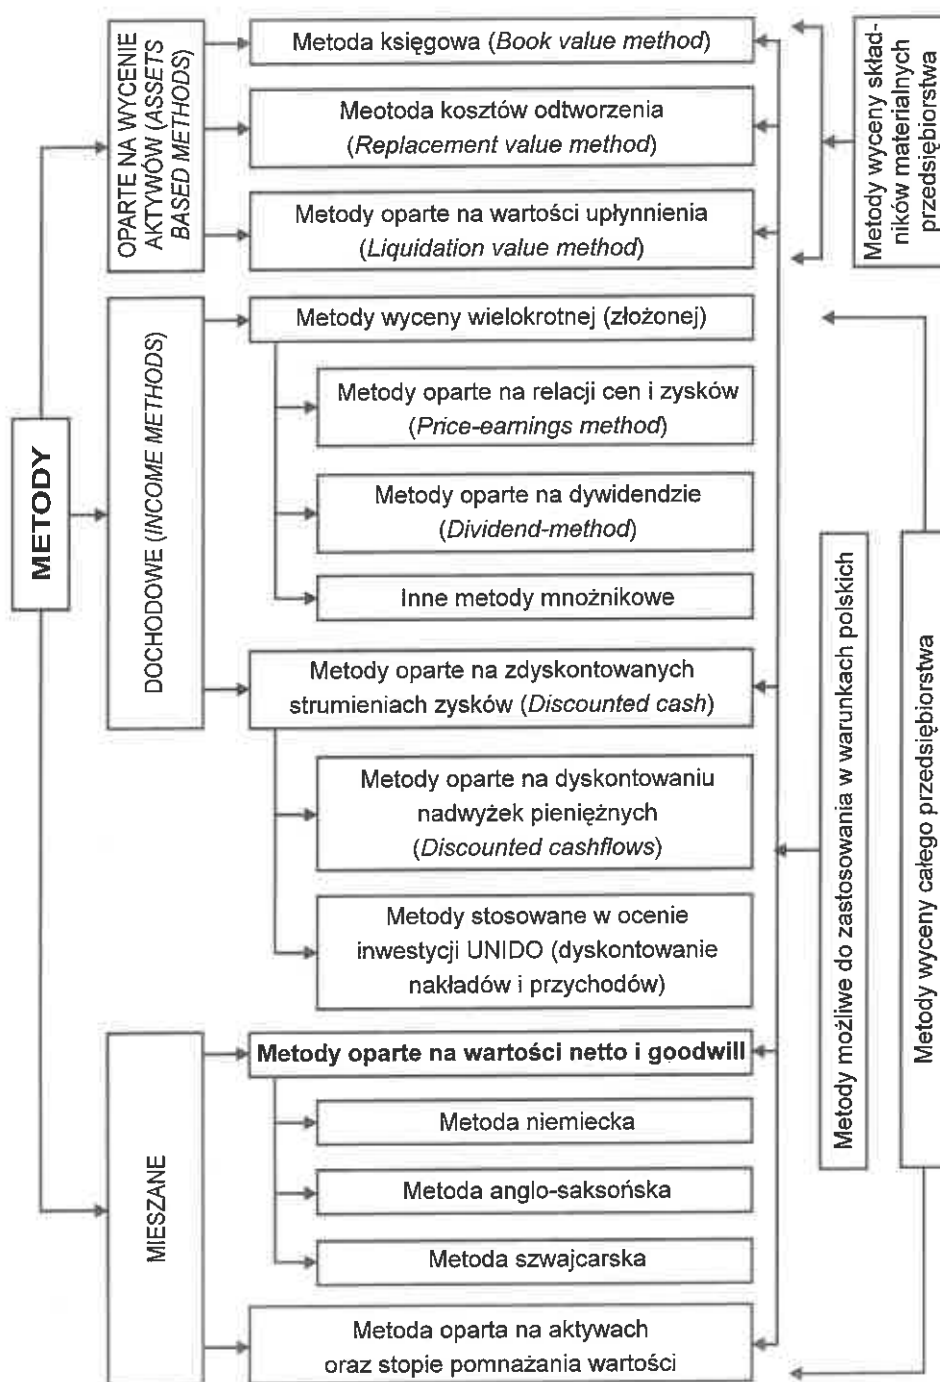 METODY
OPARTE NA WYCENIE
AKTYWÓW (ASSETS
BASED METHODS)
Metoda księgowa (Book value method)
Meotoda kosztów odtworzenia
(Replacement value method)
Metody oparte na wartości upłynnienia
(Liquidation value method)
DOCHODOWE (INCOME METHODS)
Metody wyceny wielokrotnej (złożonej)
Metody oparte na relacji cen i zysków
(Price-earnings method)
Metody oparte na dywidendzie
(Dividend-method)
Inne metody mnożnikowe
Metody oparte na zdyskontowanych
strumieniach zysków (Discounted cash)
Metody oparte na dyskontowaniu
nadwyżek pieniężnych
(Discounted cashflows)
Metody stosowane w ocenie
inwestycji UNIDO (dyskontowanie
nakładów i przychodów)
MIESZANE
Metody oparte na wartości netto i goodwill
Metoda niemiecka
Metoda anglo-saksońska
Metoda szwajcarska
Metoda oparta na aktywach
oraz stopie pomnażania wartości
Metody wyceny skład-
ników materialnych
przedsiębiorstwa
Metody możliwe do zastosowania w warunkach polskich
Metody wyceny całego przedsiębiorstwa